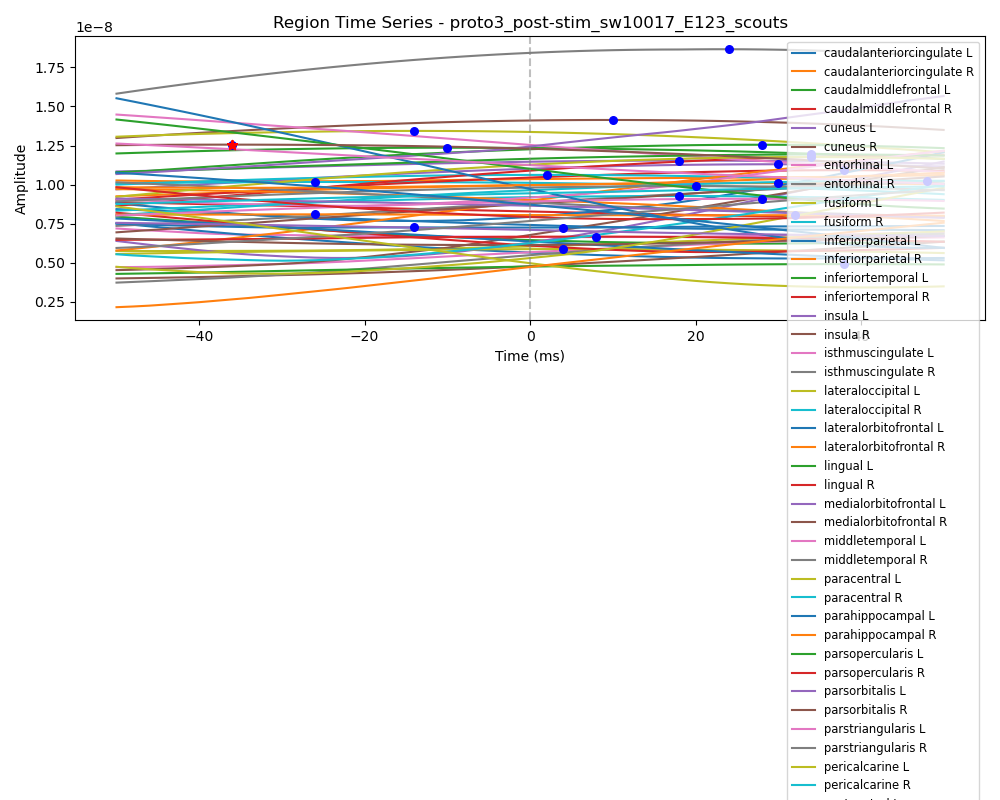 Region Time Series - proto3_post-stim_sw10017_E123_scouts
1e−8
1.75
1.50
1.25
1.00
0.75
0.50
0.25
Amplitude
−40
−20
0
20
40
Time (ms)
caudalanteriorcingulate L
caudalanteriorcingulate R
caudalmiddlefrontal L
caudalmiddlefrontal R
cuneus L
cuneus R
entorhinal L
entorhinal R
fusiform L
fusiform R
inferiorparietal L
inferiorparietal R
inferiortemporal L
inferiortemporal R
insula L
insula R
isthmuscingulate L
isthmuscingulate R
lateraloccipital L
lateraloccipital R
lateralorbitofrontal L
lateralorbitofrontal R
lingual L
lingual R
medialorbitofrontal L
medialorbitofrontal R
middletemporal L
middletemporal R
paracentral L
paracentral R
parahippocampal L
parahippocampal R
parsopercularis L
parsopercularis R
parsorbitalis L
parsorbitalis R
parstriangularis L
parstriangularis R
pericalcarine L
pericalcarine R